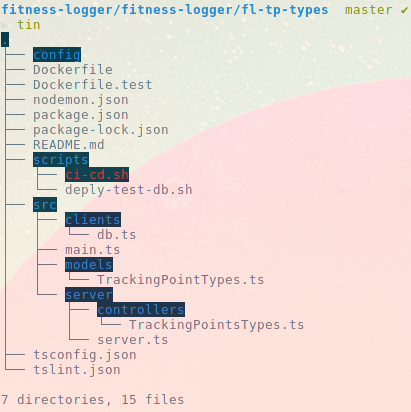 fitness-logger/fitness-logger/fl-tp-types master ✔
tin
.
├── config
├── Dockerfile
├── Dockerfile.test
├── nodemon.json
├── package.json
├── package-lock.json
├── README.md
├── scripts
│   ├── ci-cd.sh
│   └── deply-test-db.sh
├── src
│   ├── clients
│   │   └── db.ts
│   ├── main.ts
│   ├── models
│   │   └── TrackingPointTypes.ts
│   └── server
│       ├── controllers
│       │   └── TrackingPointsTypes.ts
│       └── server.ts
├── tsconfig.json
└── tslint.json
7 directories, 15 files